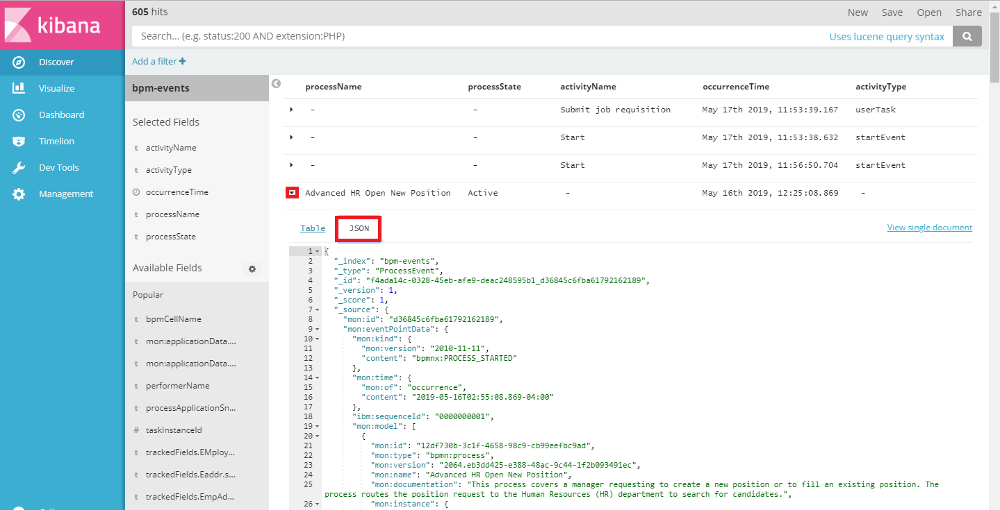 kibana
Discover
Visualize
Dashboard
Timelion
Dev Tools
Management
605 hits
New Save Open Share
Search... (e.g. status:200 AND extension:PHP)
Uses lucene query syntax
Add a filter +
bpm-events
Selected Fields
t activityName
t activityType
occurrenceTime
t processName
t processState
Available Fields
Popular
t bpmCellName
t mon:applicationData....
t mon:applicationData....
t performerName
t processApplicationSn...
# taskInstanceId
t trackedFields.EMploy...
t trackedFields.Eaddr.s...
t trackedFields.EmpAd...
processName processState activityName occurrenceTime activityType
- - Submit job requisition May 17th 2019, 11:53:39.167 userTask
- - Start May 17th 2019, 11:53:38.632 startEvent
- - Start May 17th 2019, 11:56:50.704 startEvent
Advanced HR Open New Position Active - May 16th 2019, 12:25:08.869 -
Table JSON View single document
1 {
2 "_index": "bpm-events",
3 "_type": "ProcessEvent",
4 "_id": "f4ada14c-0328-45eb-afe9-deac248595b1_d36845c6fba61792162189",
5 "_version": 1,
6 "_score": 1,
7 "_source": {
8 "mon:id": "d36845c6fba61792162189",
9 "mon:eventPointData": {
10 "mon:kind": {
11 "mon:version": "2010-11-11",
12 "content": "bpmnx:PROCESS_STARTED"
13 },
14 "mon:time": {
15 "mon:of": "occurrence",
16 "content": "2019-05-16T02:55:08.869-04:00"
17 },
18 "ibm:sequenceId": "0000000001",
19 "mon:model": [
20 {
21 "mon:id": "12df730b-3c1f-4658-98c9-cb99eefbc9ad",
22 "mon:type": "bpmn:process",
23 "mon:version": "2064.eb3dd425-e388-48ac-9c44-1f2b093491ec",
24 "mon:name": "Advanced HR Open New Position",
25 "mon:documentation": "This process covers a manager requesting to create a new position or to fill an existing position. The
process routes the position request to the Human Resources (HR) department to search for candidates.",
26 "mon:instance": {